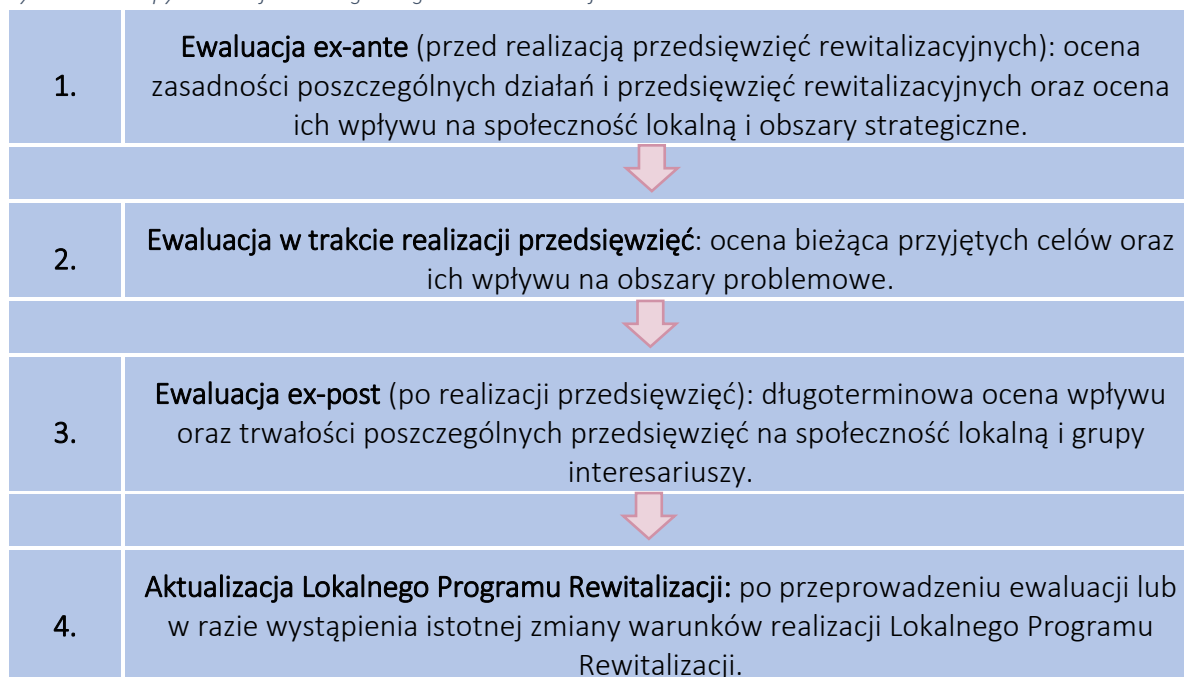 Ewaluacja ex-ante (przed realizacją przedsięwzięć rewitalizacyjnych): ocena
1. zasadności poszczególnych działań i przedsięwzięć rewitalizacyjnych oraz ocena
ich wpływu na społeczność lokalną i obszary strategiczne.
2. Ewaluacja w trakcie realizacji przedsięwzięć: ocena bieżąca przyjętych celów oraz
ich wpływu na obszary problemowe.
Ewaluacja ex-post (po realizacji przedsięwzięć): długoterminowa ocena wpływu
3. oraz trwałości poszczególnych przedsięwzięć na społeczność lokalną i grupy
interesariuszy.
Aktualizacja Lokalnego Programu Rewitalizacji: po przeprowadzeniu ewaluacji lub
4. w razie wystąpienia istotnej zmiany warunków realizacji Lokalnego Programu
Rewitalizacji.